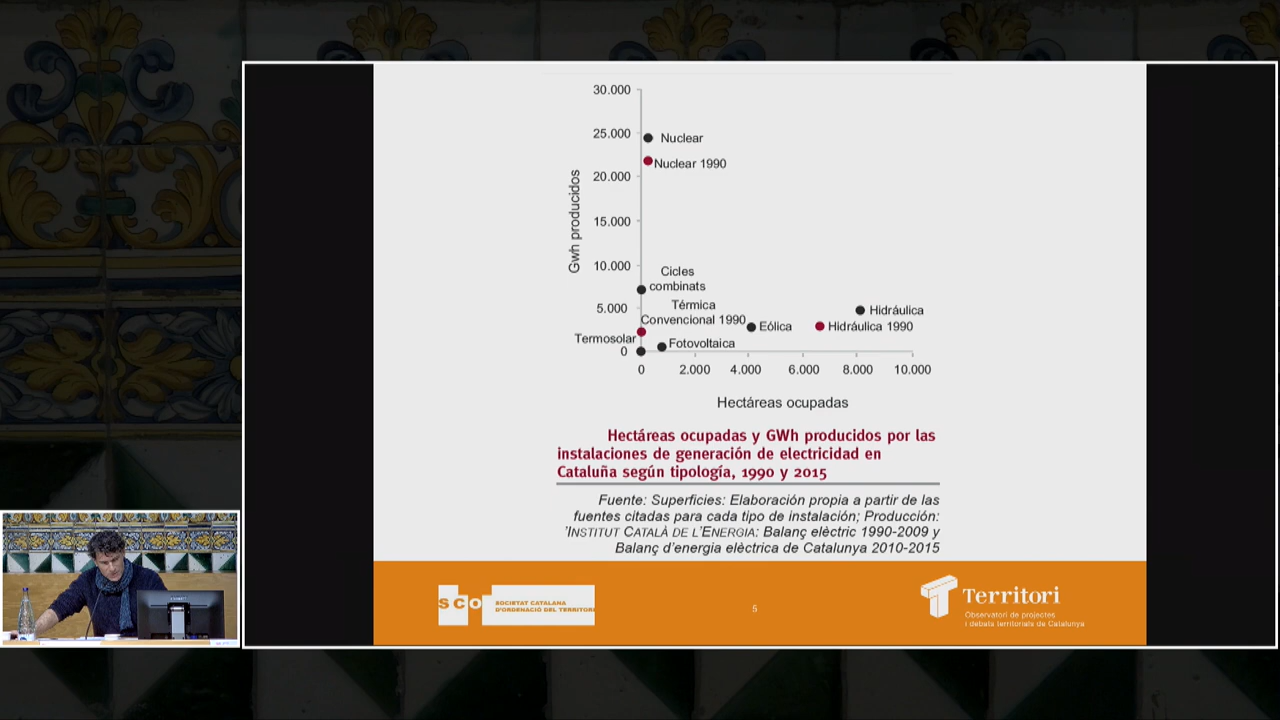 30.000
25.000
20.000
15.000
10.000
5.000
0
Gwh producidos
Nuclear
Nuclear 1990
Cicles
combinats
Térmica
Convencional 1990
Termosolar
Fotovoltaica
Eólica
Hidráulica
Hidráulica 1990
0 2.000 4.000 6.000 8.000 10.000
Hectáreas ocupadas
Hectáreas ocupadas y GWh producidos por las
instalaciones de generación de electricidad en
Cataluña según tipología, 1990 y 2015
Fuente: Superficies: Elaboración propia a partir de las
fuentes citadas para cada tipo de instalación; Producción:
'INSTITUT CATALÀ DE L'ENERGIA: Balanç elèctric 1990-2009 y
Balanç d'energia elèctrica de Catalunya 2010-2015
SCOT
SOCIETAT CATALANA
D'ORDENACIÓ DEL TERRITORI
5
Territori
Observatori de projectes
i debats territorials de Catalunya